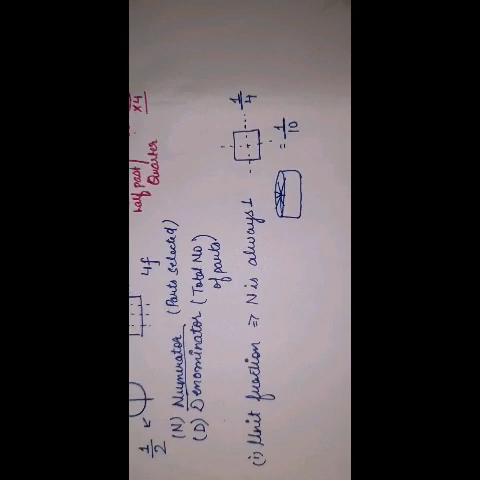 1/2
4f
Half past/
Quarter
x4
(N) Numerator (Parts selected)
(D) Denominator (Total No. of parts)
(i) Unit fraction ⇒ N is always 1
1/4
= 1/10